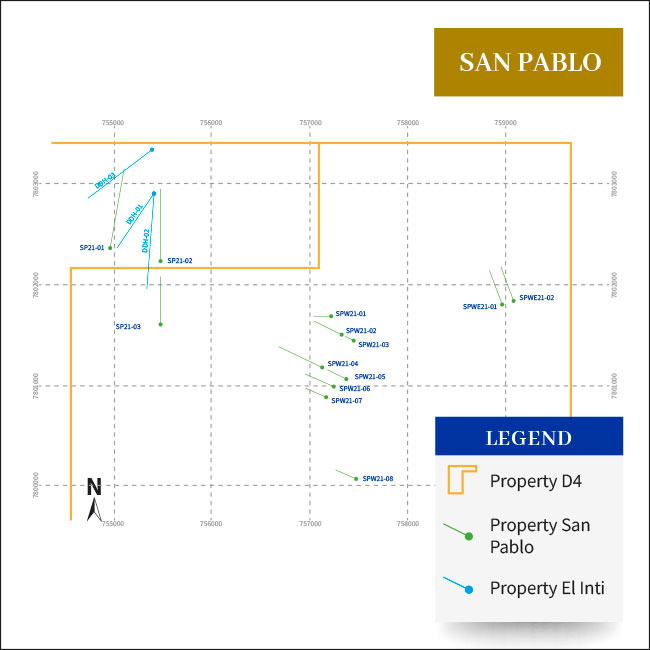 SAN PABLO
755000 756000 757000 758000 759000
7803000 7803000
DDH-03
DDH-01
DDH-02
SP21-01
SP21-02
7802000 7802000
SPWE21-01 SPWE21-02
SPW21-01
SP21-03
SPW21-02
SPW21-03
SPW21-04
SPW21-05
7801000 7801000
SPW21-06
SPW21-07
SPW21-08
7800000
N
755000 756000 757000 758000
LEGEND
Property D4
Property San
Pablo
Property El Inti